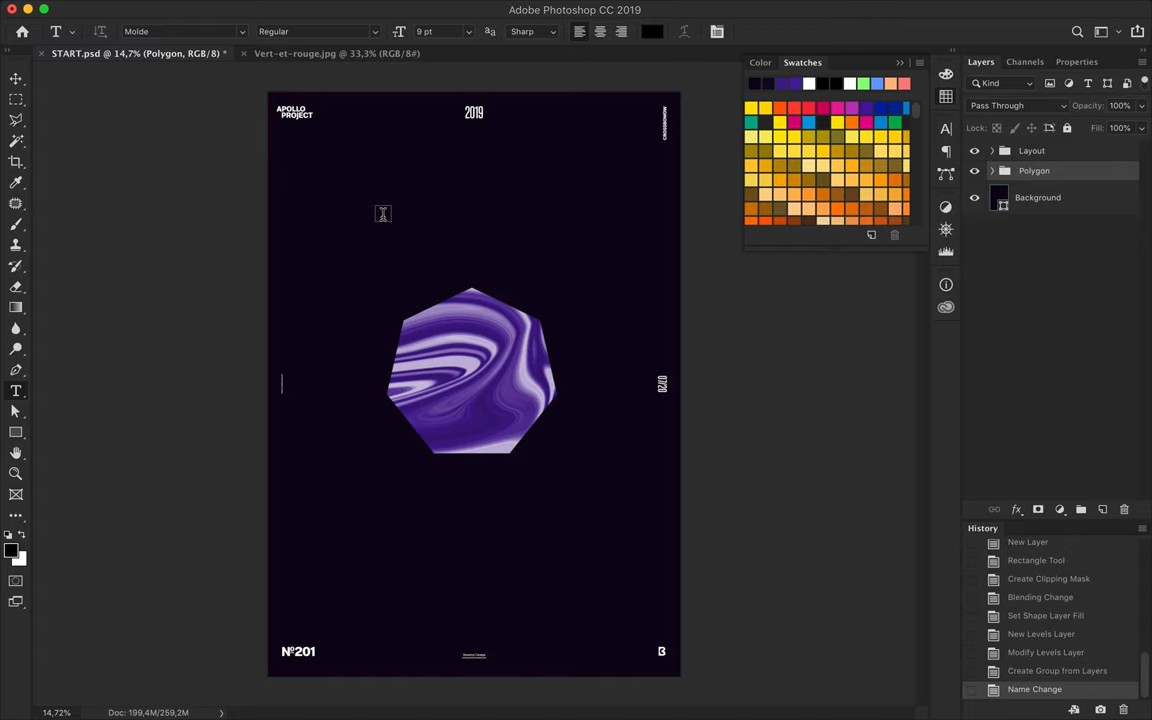 Adobe Photoshop CC 2019
Molde
Regular
9 pt
Sharp
START.psd @ 14,7% (Polygon, RGB/8) *
Vert-et-rouge.jpg @ 33,3% (RGB/8#)
Color
Swatches
Layers
Channels
Properties
Kind
Pass Through
Opacity: 100%
Lock:
Fill: 100%
Layout
Polygon
Background
APOLLO
PROJECT
2019
CROSSBROWD
07/20
Nº201
B
History
New Layer
Rectangle Tool
Create Clipping Mask
Blending Change
Set Shape Layer Fill
New Levels Layer
Modify Levels Layer
Create Group from Layers
Name Change
14,72%
Doc: 199,4M/259,2M